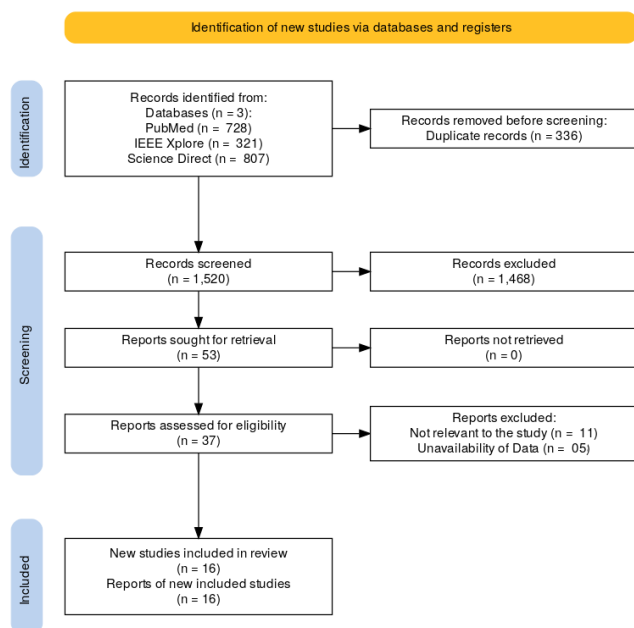 Identification of new studies via databases and registers
Identification
Records identified from:
Databases (n = 3):
PubMed (n = 728)
IEEE Xplore (n = 321)
Science Direct (n = 807)
Records removed before screening:
Duplicate records (n = 336)
Screening
Records screened
(n = 1,520)
Records excluded
(n = 1,468)
Reports sought for retrieval
(n = 53)
Reports not retrieved
(n = 0)
Reports assessed for eligibility
(n = 37)
Reports excluded:
Not relevant to the study (n = 11)
Unavailability of Data (n = 05)
Included
New studies included in review
(n = 16)
Reports of new included studies
(n = 16)